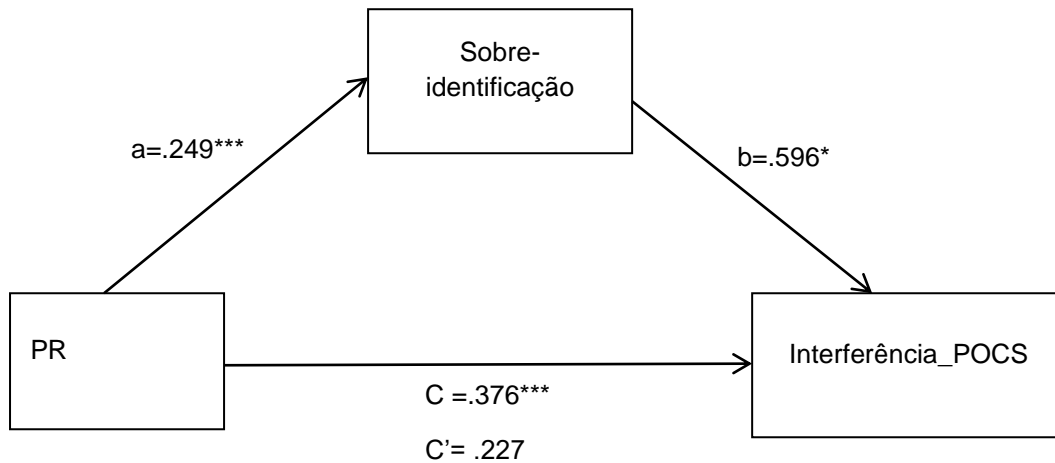 Sobre-
identificação
a=.249***
b=.596*
PR
Interferência_POCS
C =.376***
C’= .227